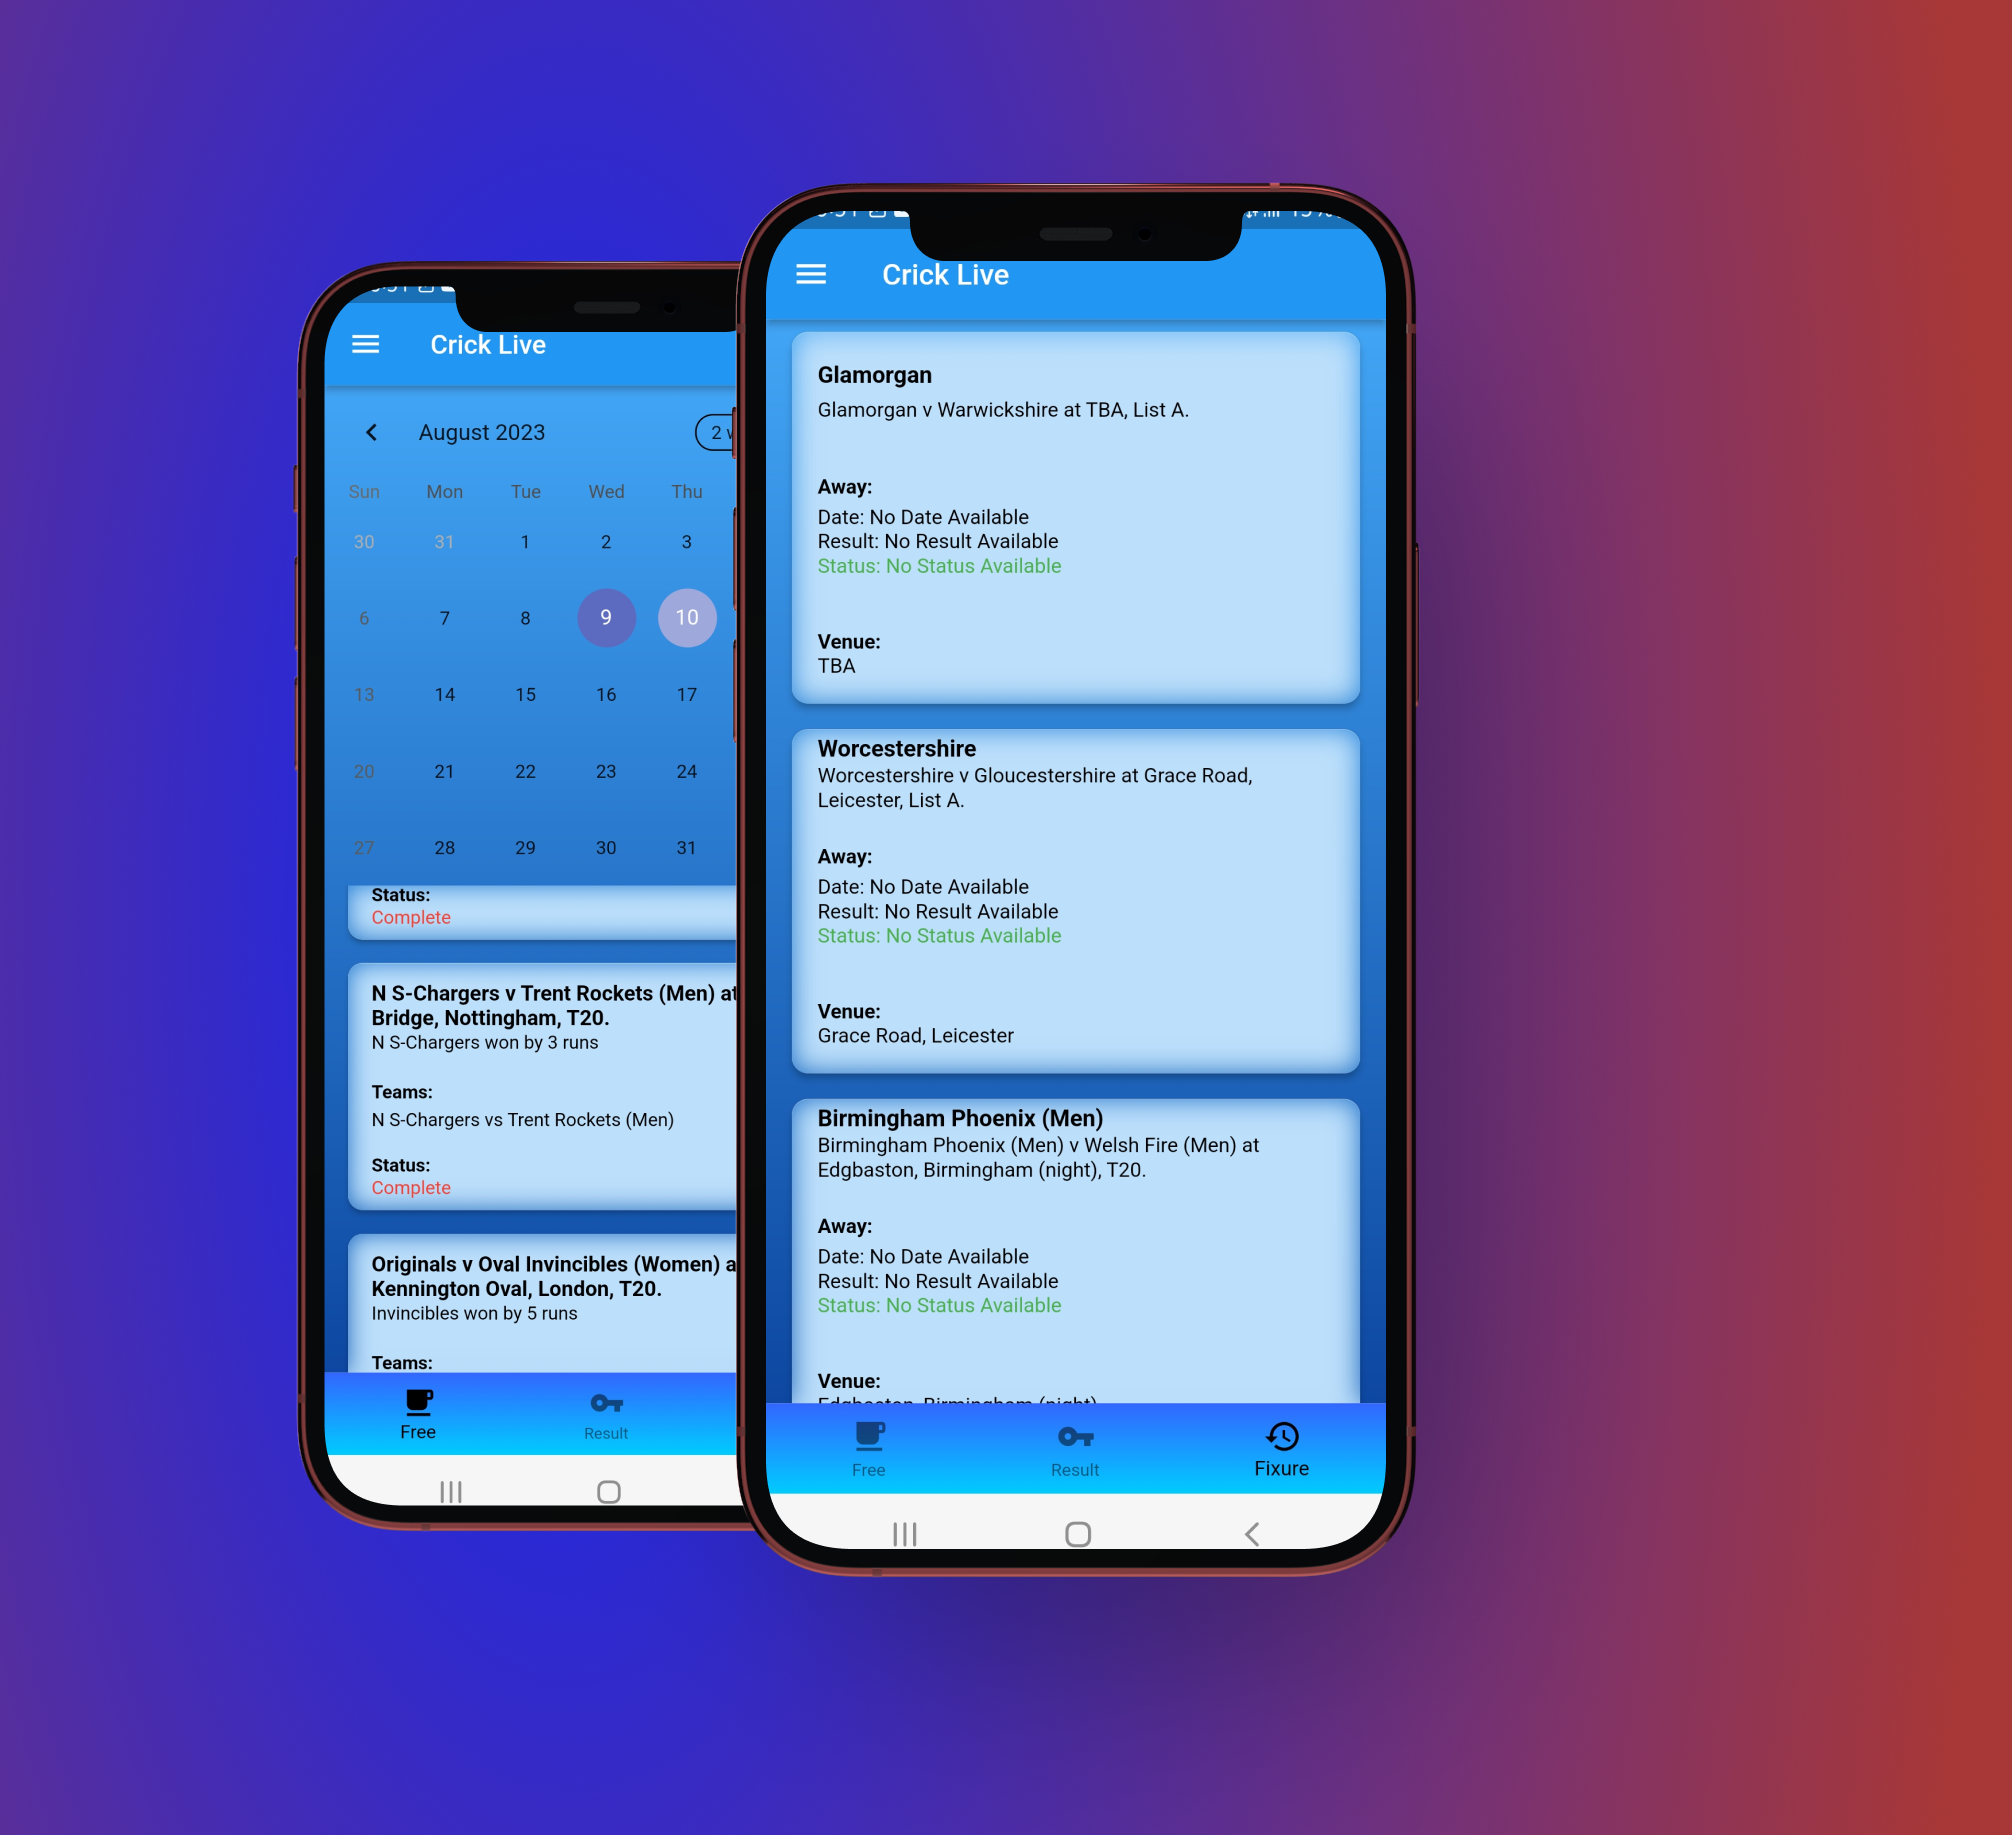 Crick Live
August 2023
Sun Mon Tue Wed Thu
30 31 1 2 3
6 7 8 9 10
13 14 15 16 17
20 21 22 23 24
27 28 29 30 31
Status:
Complete
N S-Chargers v Trent Rockets (Men) at
Bridge, Nottingham, T20.
N S-Chargers won by 3 runs
Teams:
N S-Chargers vs Trent Rockets (Men)
Status:
Complete
Originals v Oval Invincibles (Women)
Kennington Oval, London, T20.
Invincibles won by 5 runs
Teams:
Free Result
Crick Live
Glamorgan
Glamorgan v Warwickshire at TBA, List A.
Away:
Date: No Date Available
Result: No Result Available
Status: No Status Available
Venue:
TBA
Worcestershire
Worcestershire v Gloucestershire at Grace Road,
Leicester, List A.
Away:
Date: No Date Available
Result: No Result Available
Status: No Status Available
Venue:
Grace Road, Leicester
Birmingham Phoenix (Men)
Birmingham Phoenix (Men) v Welsh Fire (Men) at
Edgbaston, Birmingham (night), T20.
Away:
Date: No Date Available
Result: No Result Available
Status: No Status Available
Venue:
Edgbaston, Birmingham (night)
Free Result Fixure